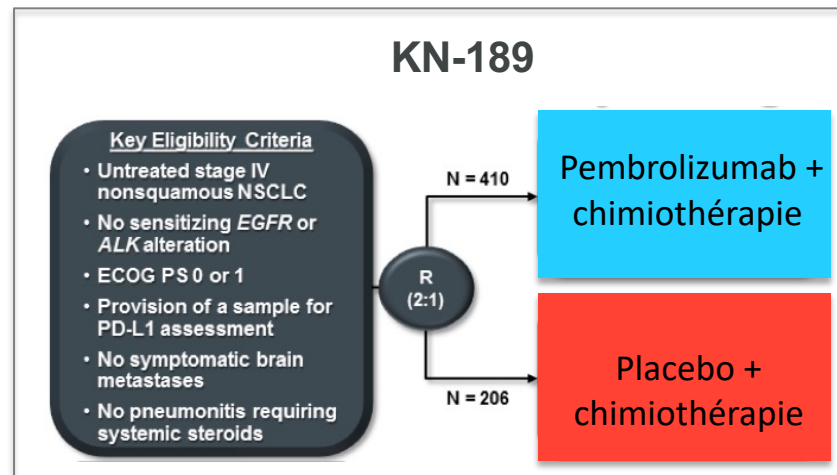 KN-189
Key Eligibility Criteria
• Untreated stage IV
nonsquamous NSCLC
• No sensitizing EGFR or
ALK alteration
• ECOG PS 0 or 1
• Provision of a sample for
PD-L1 assessment
• No symptomatic brain
metastases
• No pneumonitis requiring
systemic steroids
R
(2:1)
N = 410
Pembrolizumab +
chimiothérapie
N = 206
Placebo +
chimiothérapie